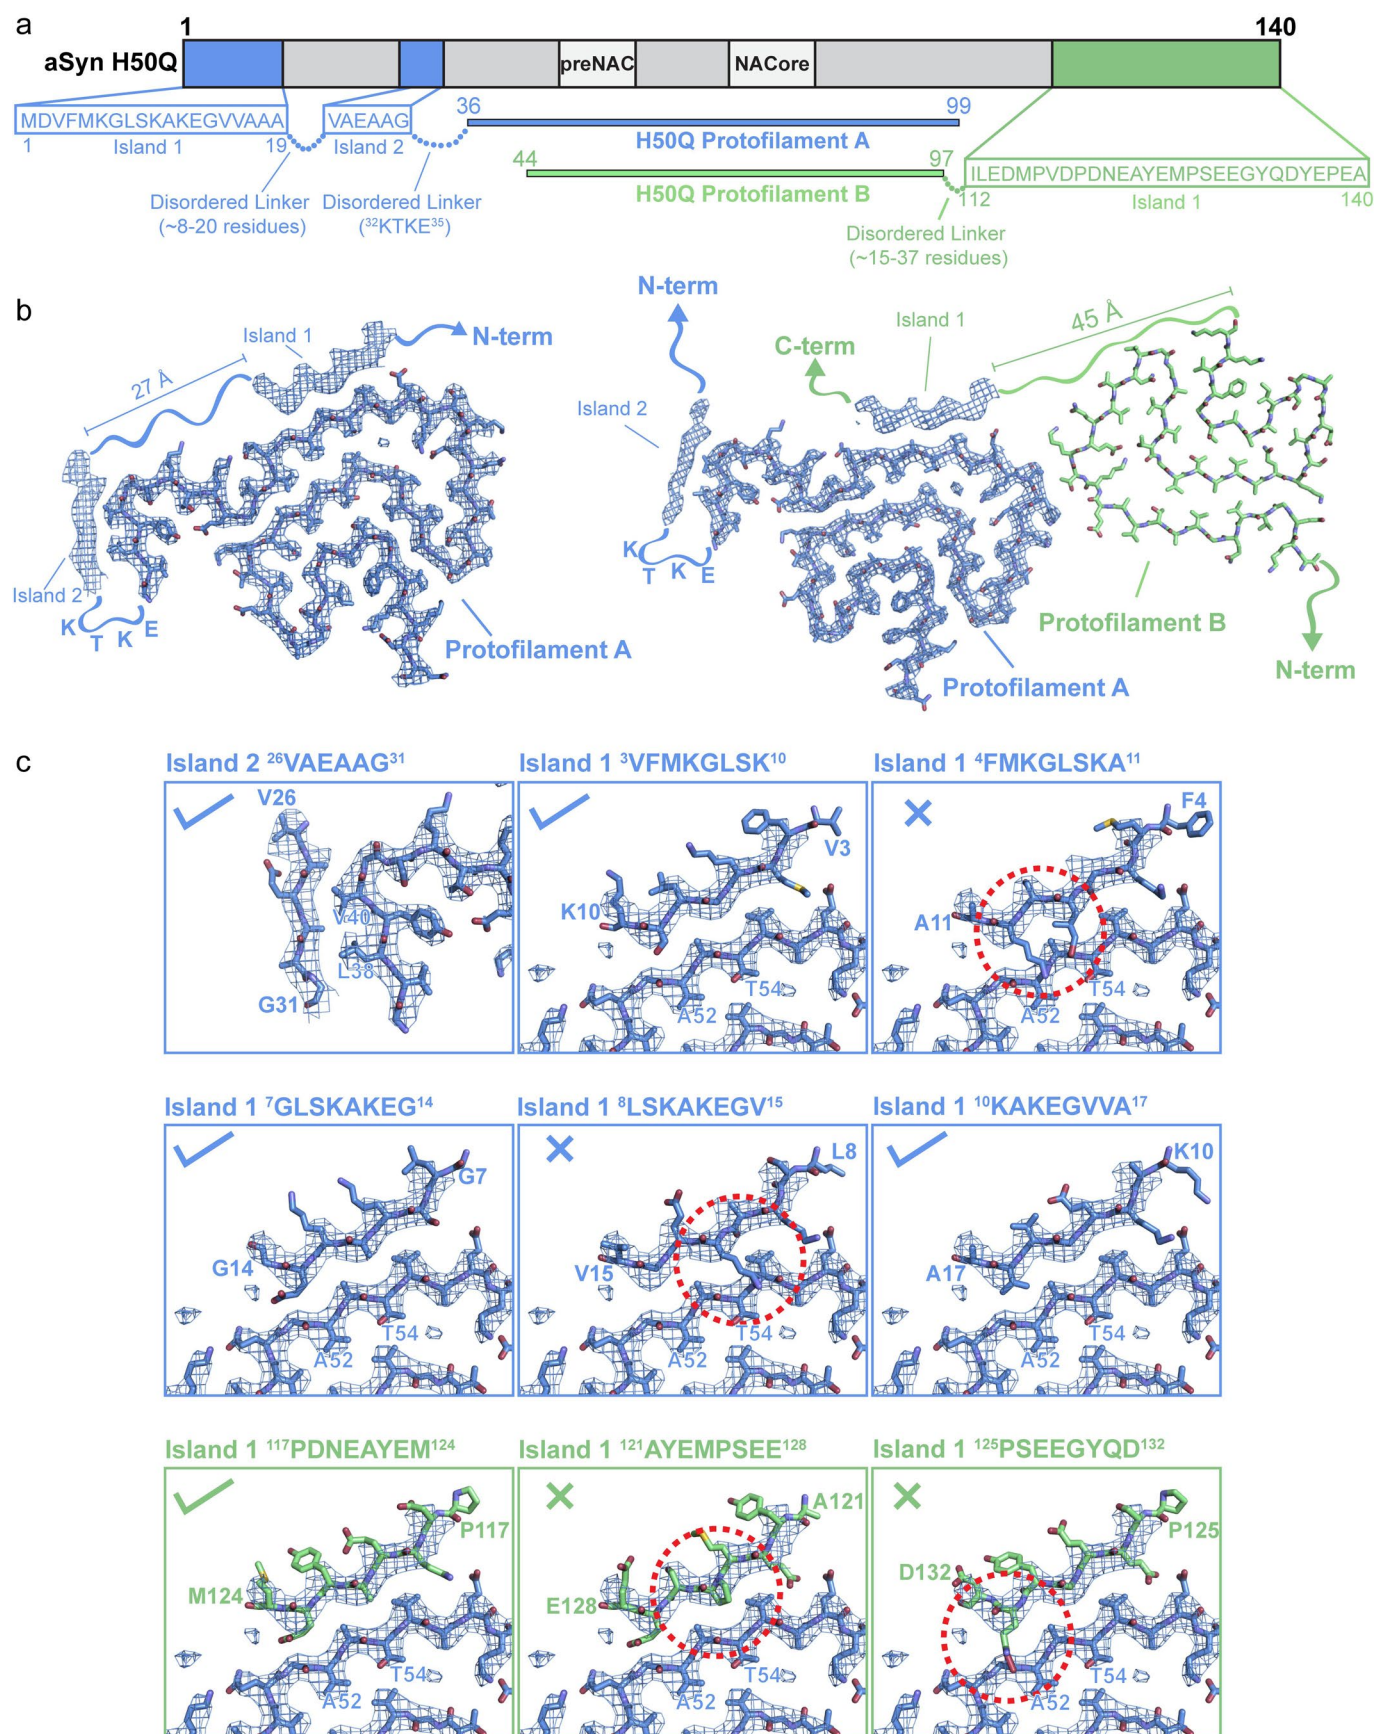 a
1
140
aSyn H50Q
preNAC
NACore
MDVFMKGLSKAKEGVVAAA
VAEAAG
36
99
1
Island 1
19
Island 2
H50Q Protofilament A
44
97
H50Q Protofilament B
ILEDMPVDPDNEAYEMPSEEGYQDYEPEA
112
Island 1
140
Disordered Linker
(~8-20 residues)
Disordered Linker
(³²KTKE³⁵)
Disordered Linker
(~15-37 residues)
b
Island 1
N-term
27 Å
Island 2
K
T
K
E
Protofilament A
N-term
Island 1
45 Å
C-term
Island 2
K
T
K
E
Protofilament B
Protofilament A
N-term
c
Island 2 ²⁶VAEAAG³¹
V26
V40
L38
G31
Island 1 ³VFMKGLSK¹⁰
V3
K10
T54
A52
Island 1 ⁴FMKGLSKA¹¹
F4
A11
T54
A52
Island 1 ⁷GLSKAKEG¹⁴
G7
G14
T54
A52
Island 1 ⁸LSKAKEGV¹⁵
L8
V15
T54
A52
Island 1 ¹⁰KAKEGVVA¹⁷
K10
A17
T54
A52
Island 1 ¹¹⁷PDNEAYEM¹²⁴
P117
M124
T54
A52
Island 1 ¹²¹AYEMPSEE¹²⁸
A121
E128
T54
A52
Island 1 ¹²⁵PSEEGYQD¹³²
P125
D132
T54
A52